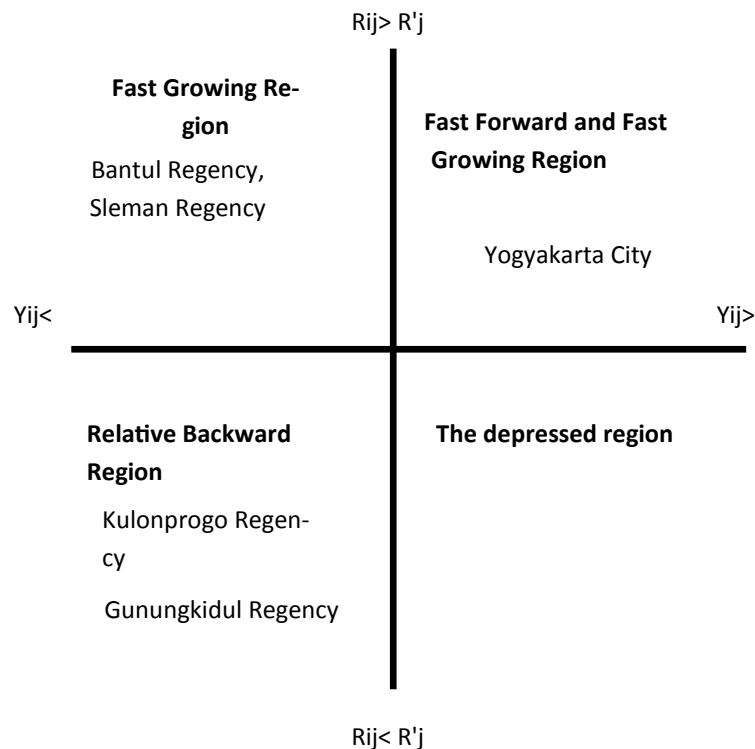 Rij> R'j
Fast Growing Re-
gion
Bantul Regency,
Sleman Regency
Fast Forward and Fast
Growing Region
Yogyakarta City
Yij<
Yij>
Relative Backward
Region
Kulonprogo Regen-
cy
Gunungkidul Regency
The depressed region
Rij< R'j